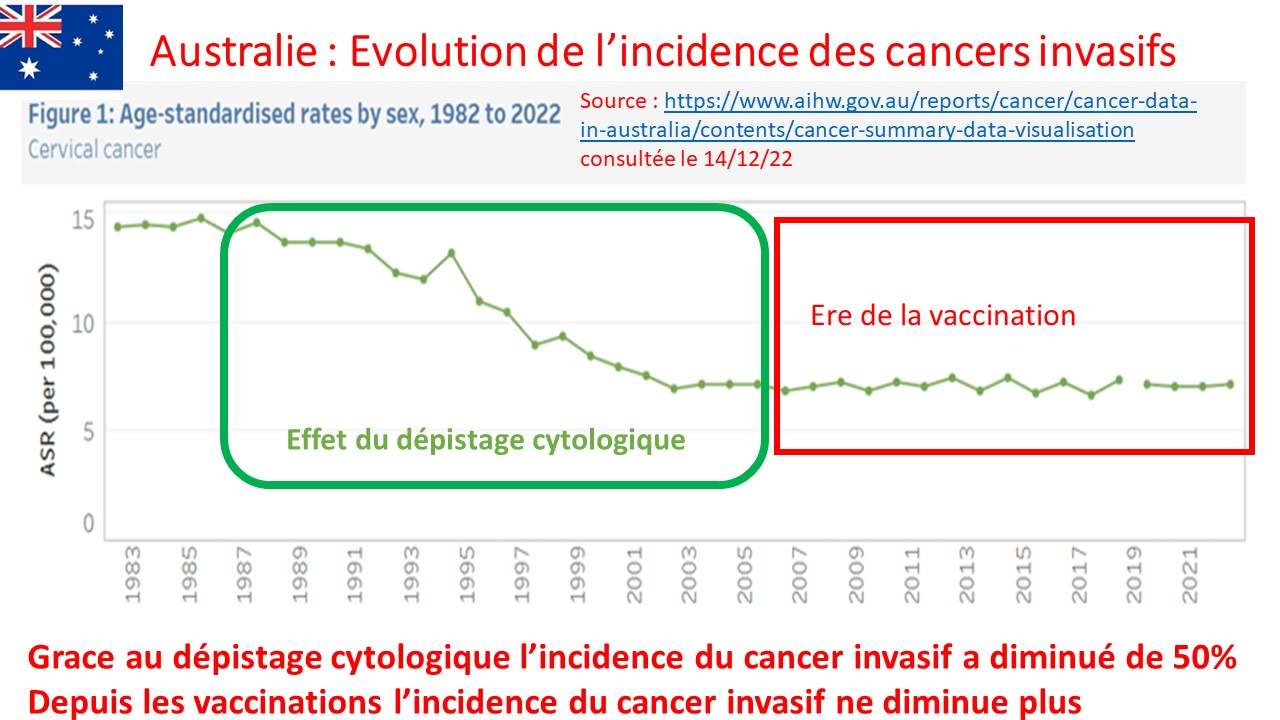 Australie : Evolution de l’incidence des cancers invasifs
Figure 1: Age-standardised rates by sex, 1982 to 2022
Cervical cancer
Source : https://www.aihw.gov.au/reports/cancer/cancer-data-
in-australia/contents/cancer-summary-data-visualisation
consultée le 14/12/22
ASR (per 100,000)
15
10
5
0
Ere de la vaccination
Effet du dépistage cytologique
1983
1985
1987
1989
1991
1993
1995
1997
1999
2001
2003
2005
2007
2009
2011
2013
2015
2017
2019
2021
Grace au dépistage cytologique l’incidence du cancer invasif a diminué de 50%
Depuis les vaccinations l’incidence du cancer invasif ne diminue plus